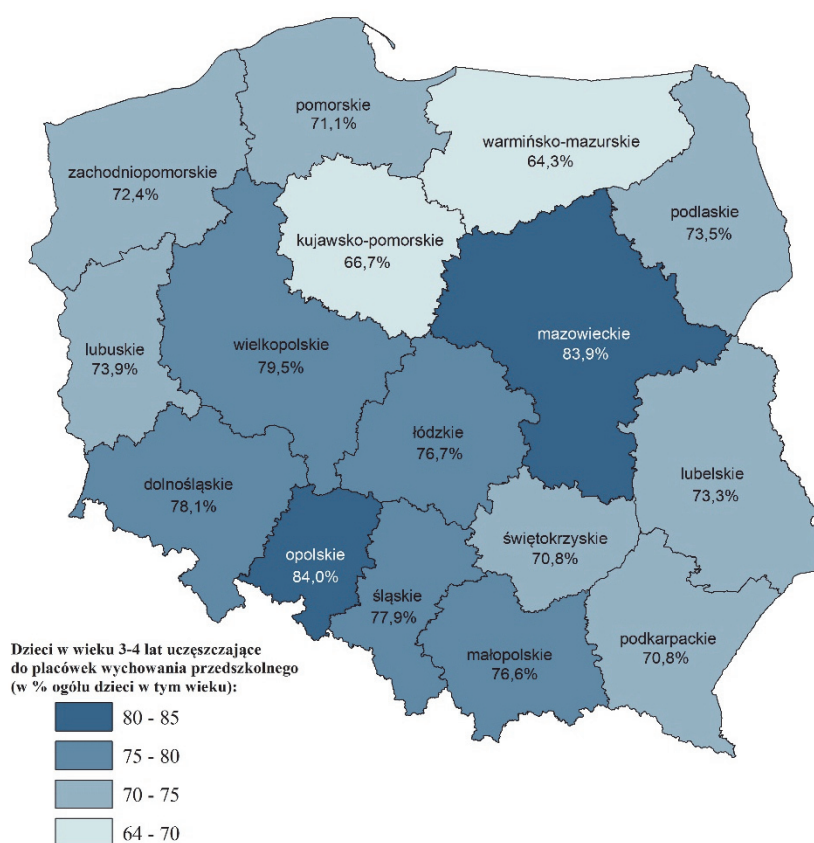 pomorskie
71,1%
warmińsko-mazurskie
64,3%
zachodniopomorskie
72,4%
podlaskie
73,5%
kujawsko-pomorskie
66,7%
mazowieckie
83,9%
lubuskie
73,9%
wielkopolskie
79,5%
łódzkie
76,7%
lubelskie
73,3%
dolnośląskie
78,1%
świętokrzyskie
70,8%
opolskie
84,0%
śląskie
77,9%
małopolskie
76,6%
podkarpackie
70,8%
Dzieci w wieku 3-4 lat uczęszczające
do placówek wychowania przedszkolnego
(w % ogółu dzieci w tym wieku):
80 - 85
75 - 80
70 - 75
64 - 70